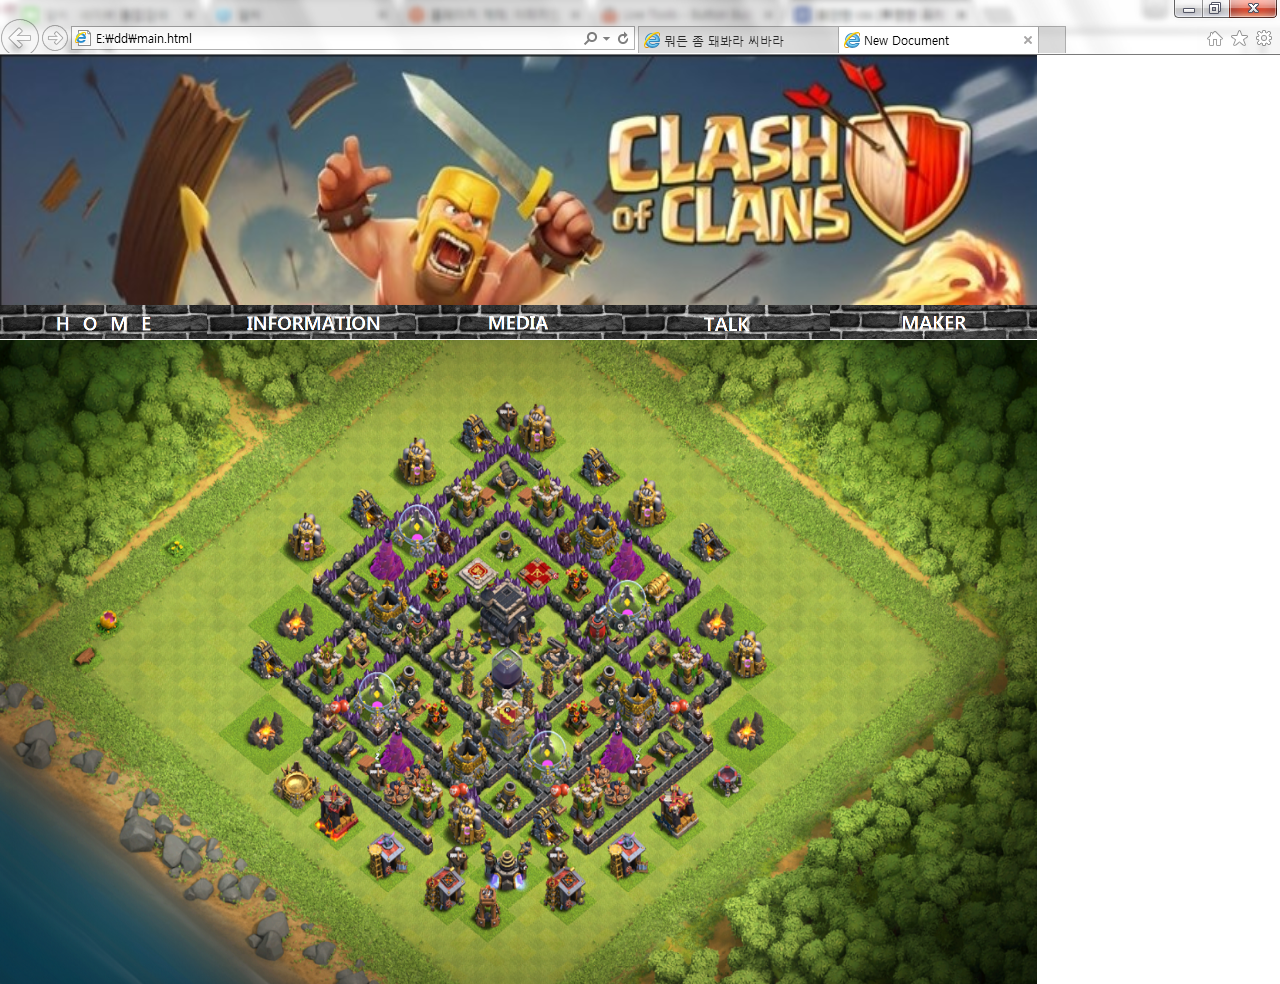 E:₩dd₩main.html
뭐든 좀 돼봐라 씨바라
New Document
CLASH
OF CLANS
H O M E
INFORMATION
MEDIA
TALK
MAKER